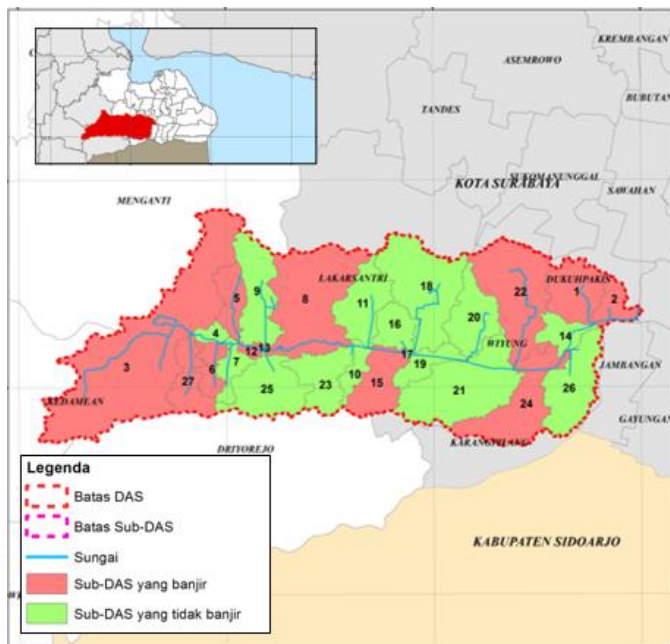 KREMBANGAN
ASEMROWO
BUBUTAN
TANDES
SUKOMANUNGGAL
KOTA SURABAYA
SAWAHAN
MENGANTI
LAKARSANTRI
DUKUHPAKIS
9
18
5
8
22
1
2
11
20
16
4
14
13
12
17
WIYUNG
3
7
19
JAMBANGAN
6
10
27
25
23
15
21
26
KEDAMEAN
24
GAYUNGAN
DRIYOREJO
KARANGPILANG
Legenda
Batas DAS
Batas Sub-DAS
Sungai
Sub-DAS yang banjir
Sub-DAS yang tidak banjir
KABUPATEN SIDOARJO